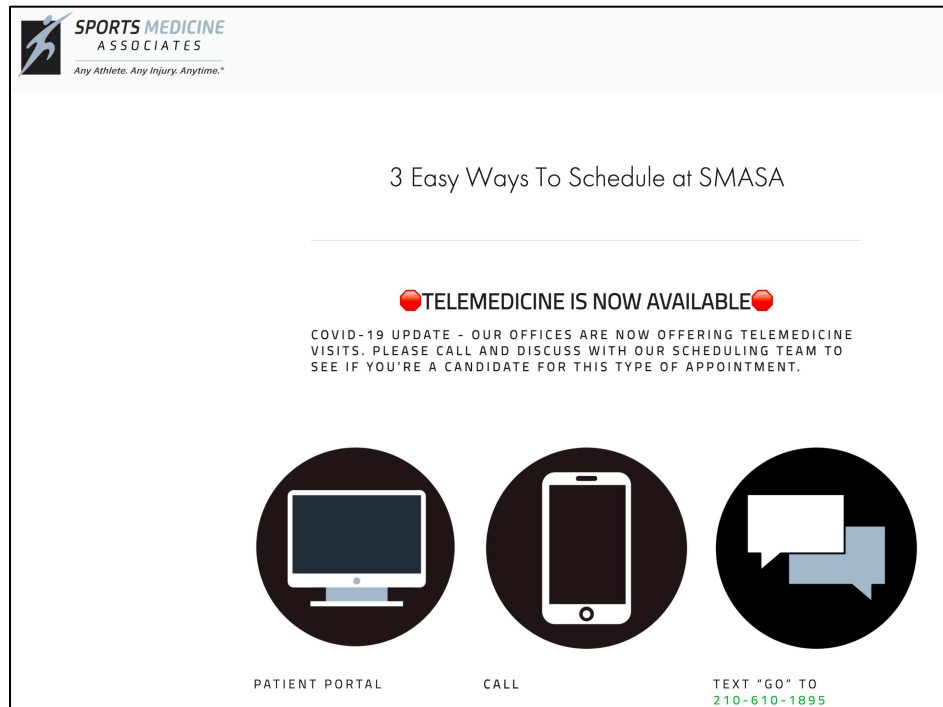 SPORTS MEDICINE
ASSOCIATES
Any Athlete. Any Injury. Anytime.®
3 Easy Ways To Schedule at SMASA
TELEMEDICINE IS NOW AVAILABLE
COVID-19 UPDATE - OUR OFFICES ARE NOW OFFERING TELEMEDICINE
VISITS. PLEASE CALL AND DISCUSS WITH OUR SCHEDULING TEAM TO
SEE IF YOU'RE A CANDIDATE FOR THIS TYPE OF APPOINTMENT.
PATIENT PORTAL
CALL
TEXT "GO" TO
210-610-1895